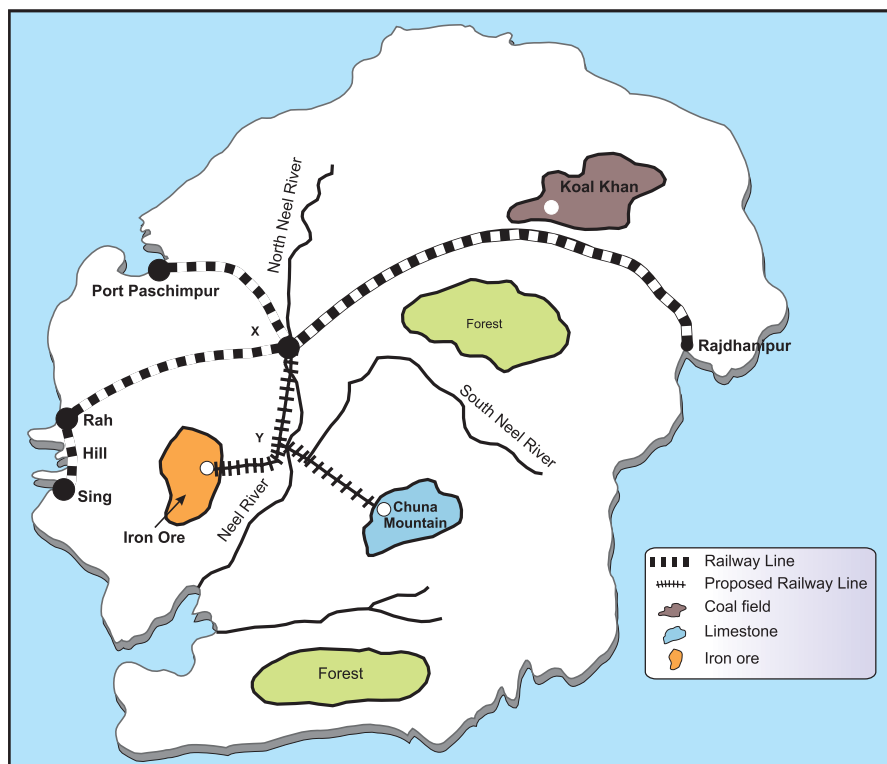 Koal Khan
North Neel River
Port Paschimpur
X
Forest
Rajdhanipur
South Neel River
Rah
Y
Hill
Sing
Neel River
Chuna
Mountain
Iron Ore
Railway Line
Proposed Railway Line
Coal field
Limestone
Iron ore
Forest